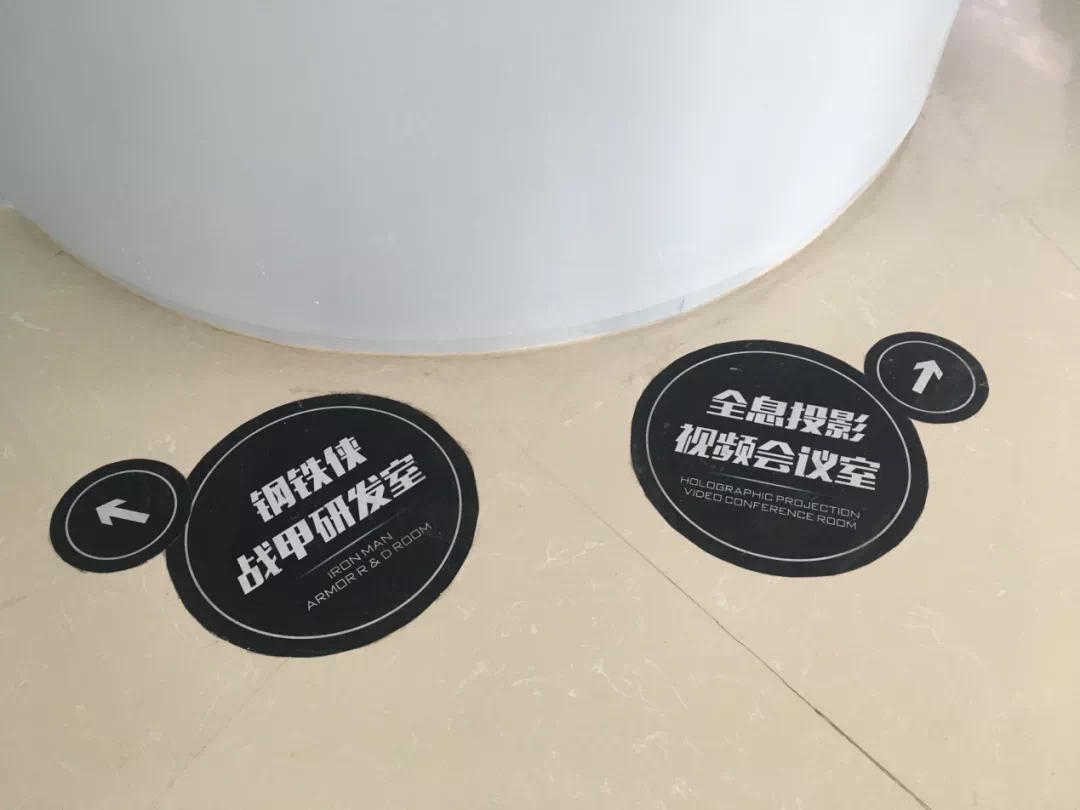 钢铁侠
战甲研发室
IRON MAN
ARMOR R & D ROOM
全息投影
视频会议室
HOLOGRAPHIC PROJECTION
VIDEO CONFERENCE ROOM